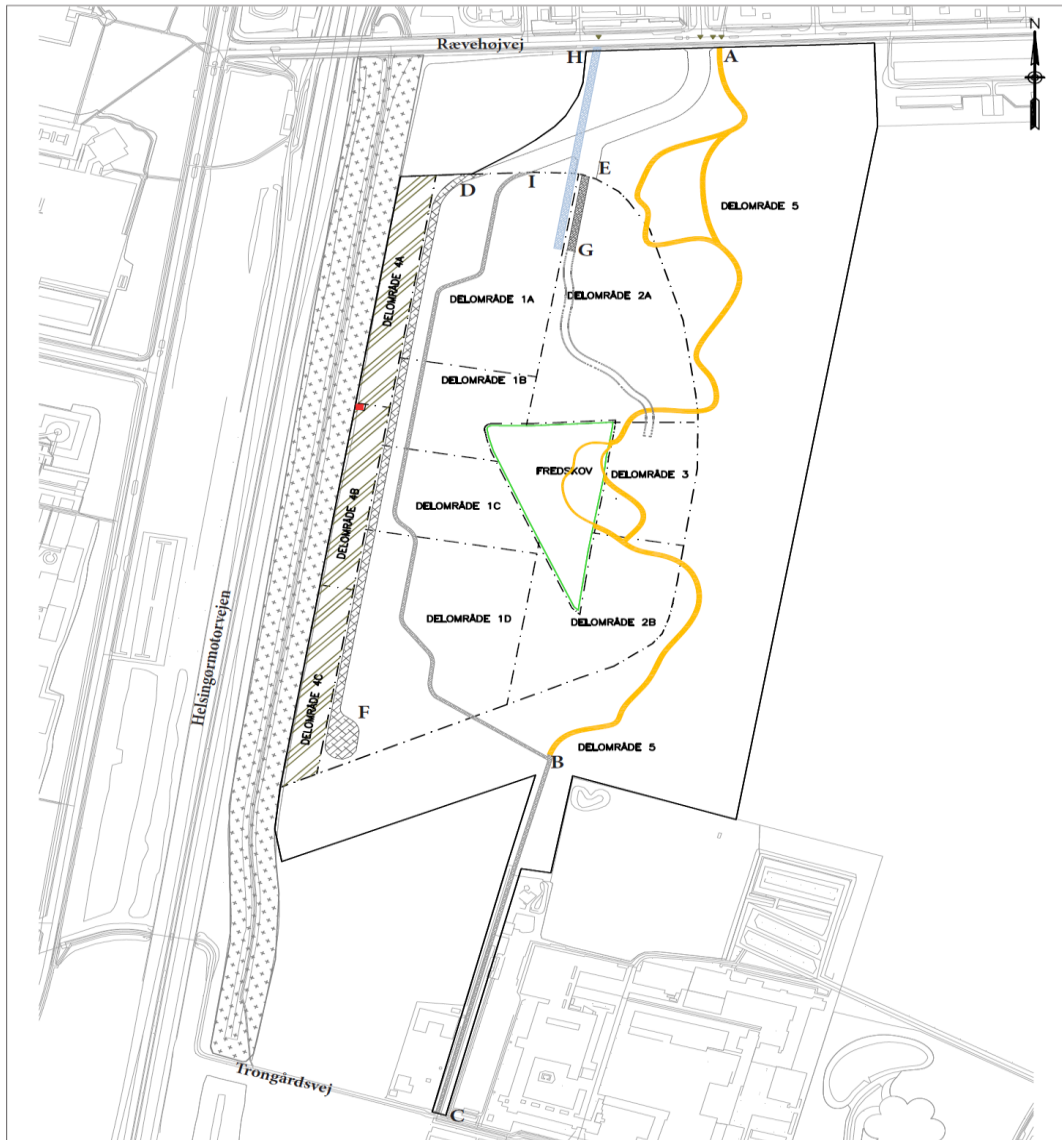 Rævehøjvej
N
H
A
D
I
E
DELOMRÅDE 5
G
DELOMRÅDE 4A
DELOMRÅDE 1A
DELOMRÅDE 2A
DELOMRÅDE 1B
FREDSKOV
DELOMRÅDE 3
DELOMRÅDE 4B
DELOMRÅDE 1C
DELOMRÅDE 1D
DELOMRÅDE 2B
Helsingørmotorvejen
DELOMRÅDE 4C
F
DELOMRÅDE 5
B
Trongårdsvej
C